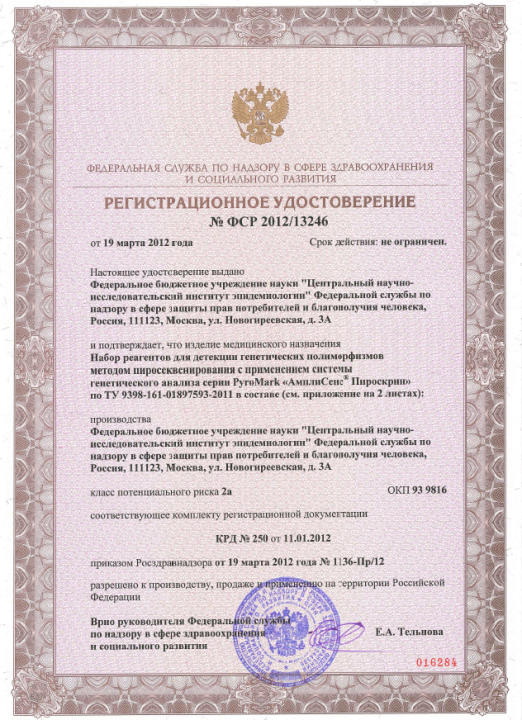 ФЕДЕРАЛЬНАЯ СЛУЖБА ПО НАДЗОРУ В СФЕРЕ ЗДРАВООХРАНЕНИЯ
И СОЦИАЛЬНОГО РАЗВИТИЯ
РЕГИСТРАЦИОННОЕ УДОСТОВЕРЕНИЕ
№ ФСР 2012/13246
от 19 марта 2012 года Срок действия: не ограничен.
Настоящее удостоверение выдано
Федеральное бюджетное учреждение науки "Центральный научно-
исследовательский институт эпидемиологии" Федеральной службы по
надзору в сфере защиты прав потребителей и благополучия человека,
Россия, 111123, Москва, ул. Новогиреевская, д. 3А
и подтверждает, что изделие медицинского назначения
Набор реагентов для детекции генетических полиморфизмов
методом пиросеквенирования с применением системы
генетического анализа серии PyroMark «АмплиСенс® Пироскрин»
по ТУ 9398-161-01897593-2011 в составе (см. приложение на 2 листах):
производства
Федеральное бюджетное учреждение науки "Центральный научно-
исследовательский институт эпидемиологии" Федеральной службы по
надзору в сфере защиты прав потребителей и благополучия человека,
Россия, 111123, Москва, ул. Новогиреевская, д. 3А
класс потенциального риска 2а ОКП 93 9816
соответствующее комплекту регистрационной документации
КРД № 250 от 11.01.2012
приказом Росздравнадзора от 19 марта 2012 года № 1136-Пр/12
разрешено к производству, продаже и применению на территории Российской
Федерации
Врио руководителя Федеральной службы
по надзору в сфере здравоохранения
и социального развития Е.А. Тельнова
016284